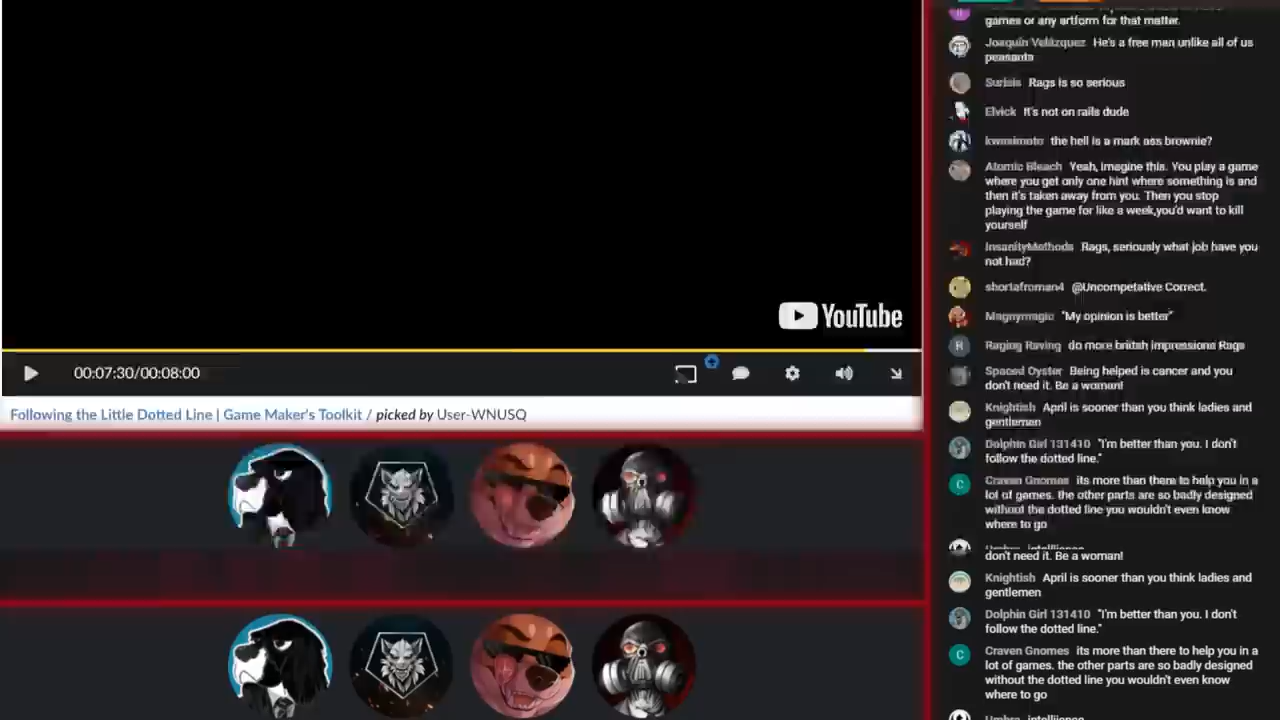 YouTube
00:07:30/00:08:00
Following the Little Dotted Line | Game Maker's Toolkit / picked by User-WNUSQ
games or any artform for that matter.
Joaquín Velázquez He's a free man unlike all of us
peasants
Rags is so serious
Elvick It's not on rails dude
kwamimoto the hell is a mark ass brownie?
Atomic Bleach Yeah, imagine this. You play a game
where you get only one hint where something is and
then it's taken away from you. Then you stop
playing the game for like a week,you'd want to kill
yourself
InsanityMethods Rags, seriously what job have you
not had?
shortafroman4 @Uncompetative Correct.
Magnymagic "My opinion is better"
R
Raging Raving do more british impressions Rags
Spaced Oyster Being helped is cancer and you
don't need it. Be a woman!
Knightish April is sooner than you think ladies and
gentlemen
Dolphin Girl 131410 "I'm better than you. I don't
follow the dotted line."
C
Craven Gnomes its more than there to help you in a
lot of games. the other parts are so badly designed
without the dotted line you wouldn't even know
where to go
don't need it. Be a woman!
Knightish April is sooner than you think ladies and
gentlemen
Dolphin Girl 131410 "I'm better than you. I don't
follow the dotted line."
C
Craven Gnomes its more than there to help you in a
lot of games. the other parts are so badly designed
without the dotted line you wouldn't even know
where to go